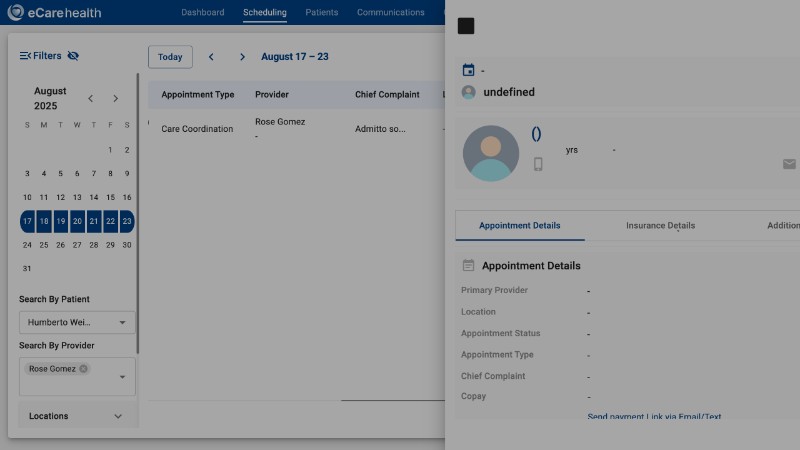 eCarehealth
Dashboard Scheduling Patients Communications
Filters
Today
August 17 – 23
August
2025
S M T W T F S
1 2
3 4 5 6 7 8 9
10 11 12 13 14 15 16
17 18 19 20 21 22 23
24 25 26 27 28 29 30
31
Search By Patient
Humberto Wei...
Search By Provider
Rose Gomez
Locations
Appointment Type Provider Chief Complaint
Care Coordination Rose Gomez Admitto so...
-
-
undefined
()
yrs -
Appointment Details Insurance Details Addition
Appointment Details
Primary Provider -
Location -
Appointment Status -
Appointment Type -
Chief Complaint -
Copay -
Send payment Link via Email/Text